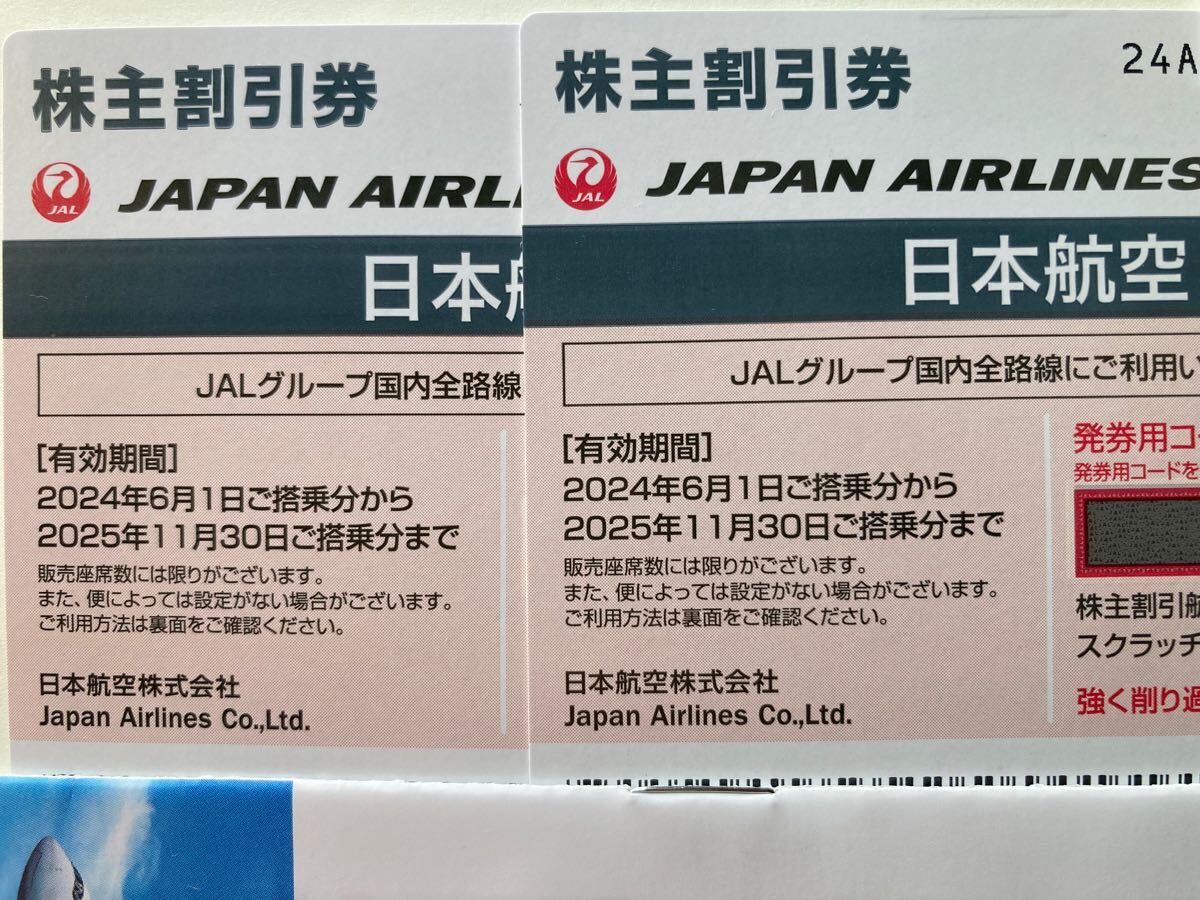 株主割引券
JAL JAPAN AIRL
日本
JALグループ国内全路線
[有効期間]
2024年6月1日ご搭乗分から
2025年11月30日ご搭乗分まで
販売座席数には限りがございます。
また、便によっては設定がない場合がございます。
ご利用方法は裏面をご確認ください。
日本航空株式会社
Japan Airlines Co.,Ltd.
株主割引券
24A
JAL JAPAN AIRLINES
日本航空
JALグループ国内全路線にご利用い
[有効期間]
2024年6月1日ご搭乗分から
2025年11月30日ご搭乗分まで
販売座席数には限りがございます。
また、便によっては設定がない場合がございます。
ご利用方法は裏面をご確認ください。
日本航空株式会社
Japan Airlines Co.,Ltd.
発券用コー
発券用コードを
株主割引航
スクラッチ
強く削り過